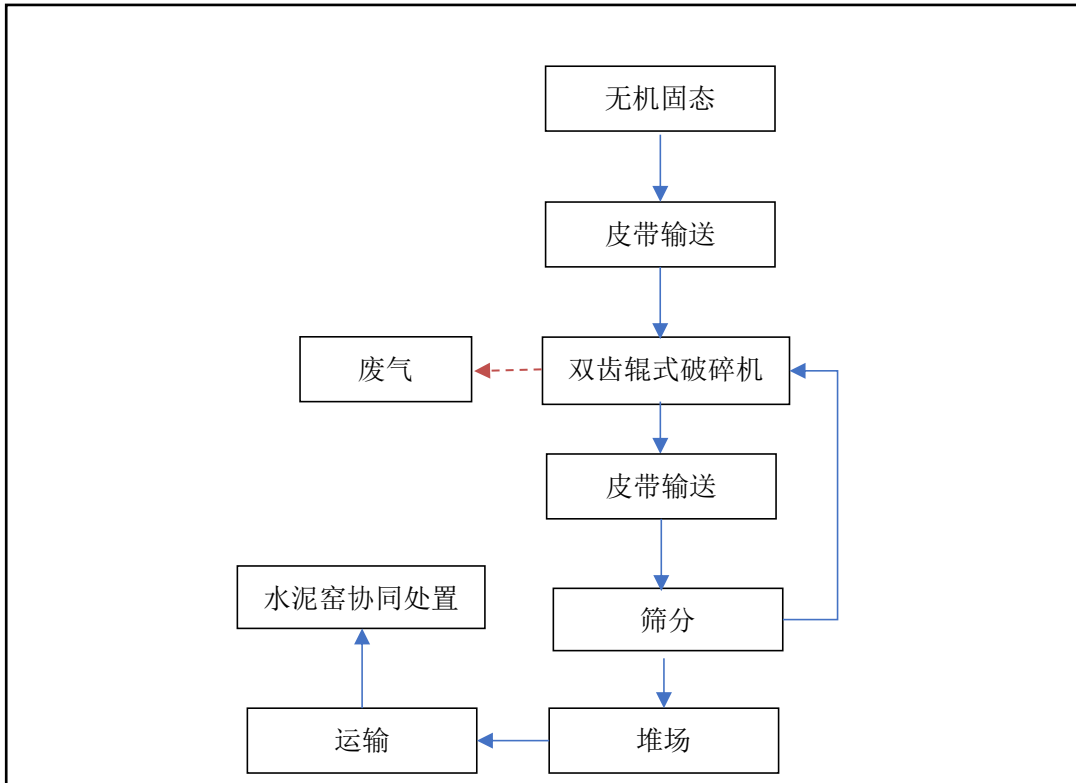 无机固态
皮带输送
废气
双齿辊式破碎机
皮带输送
水泥窑协同处置
筛分
运输
堆场